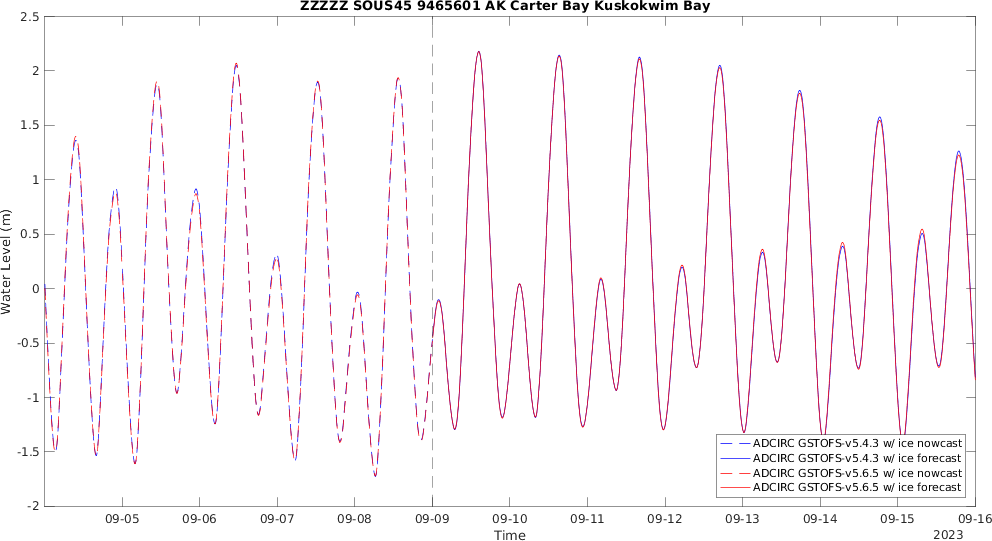 ZZZZZ SOUS45 9465601 AK Carter Bay Kuskokwim Bay
2.5
2
1.5
1
0.5
0
-0.5
-1
-1.5
-2
Water Level (m)
ADCIRC GSTOFS-v5.4.3 w/ ice nowcast
ADCIRC GSTOFS-v5.4.3 w/ ice forecast
ADCIRC GSTOFS-v5.6.5 w/ ice nowcast
ADCIRC GSTOFS-v5.6.5 w/ ice forecast
09-05 09-06 09-07 09-08 09-09 09-10 09-11 09-12 09-13 09-14 09-15 09-16
Time
2023